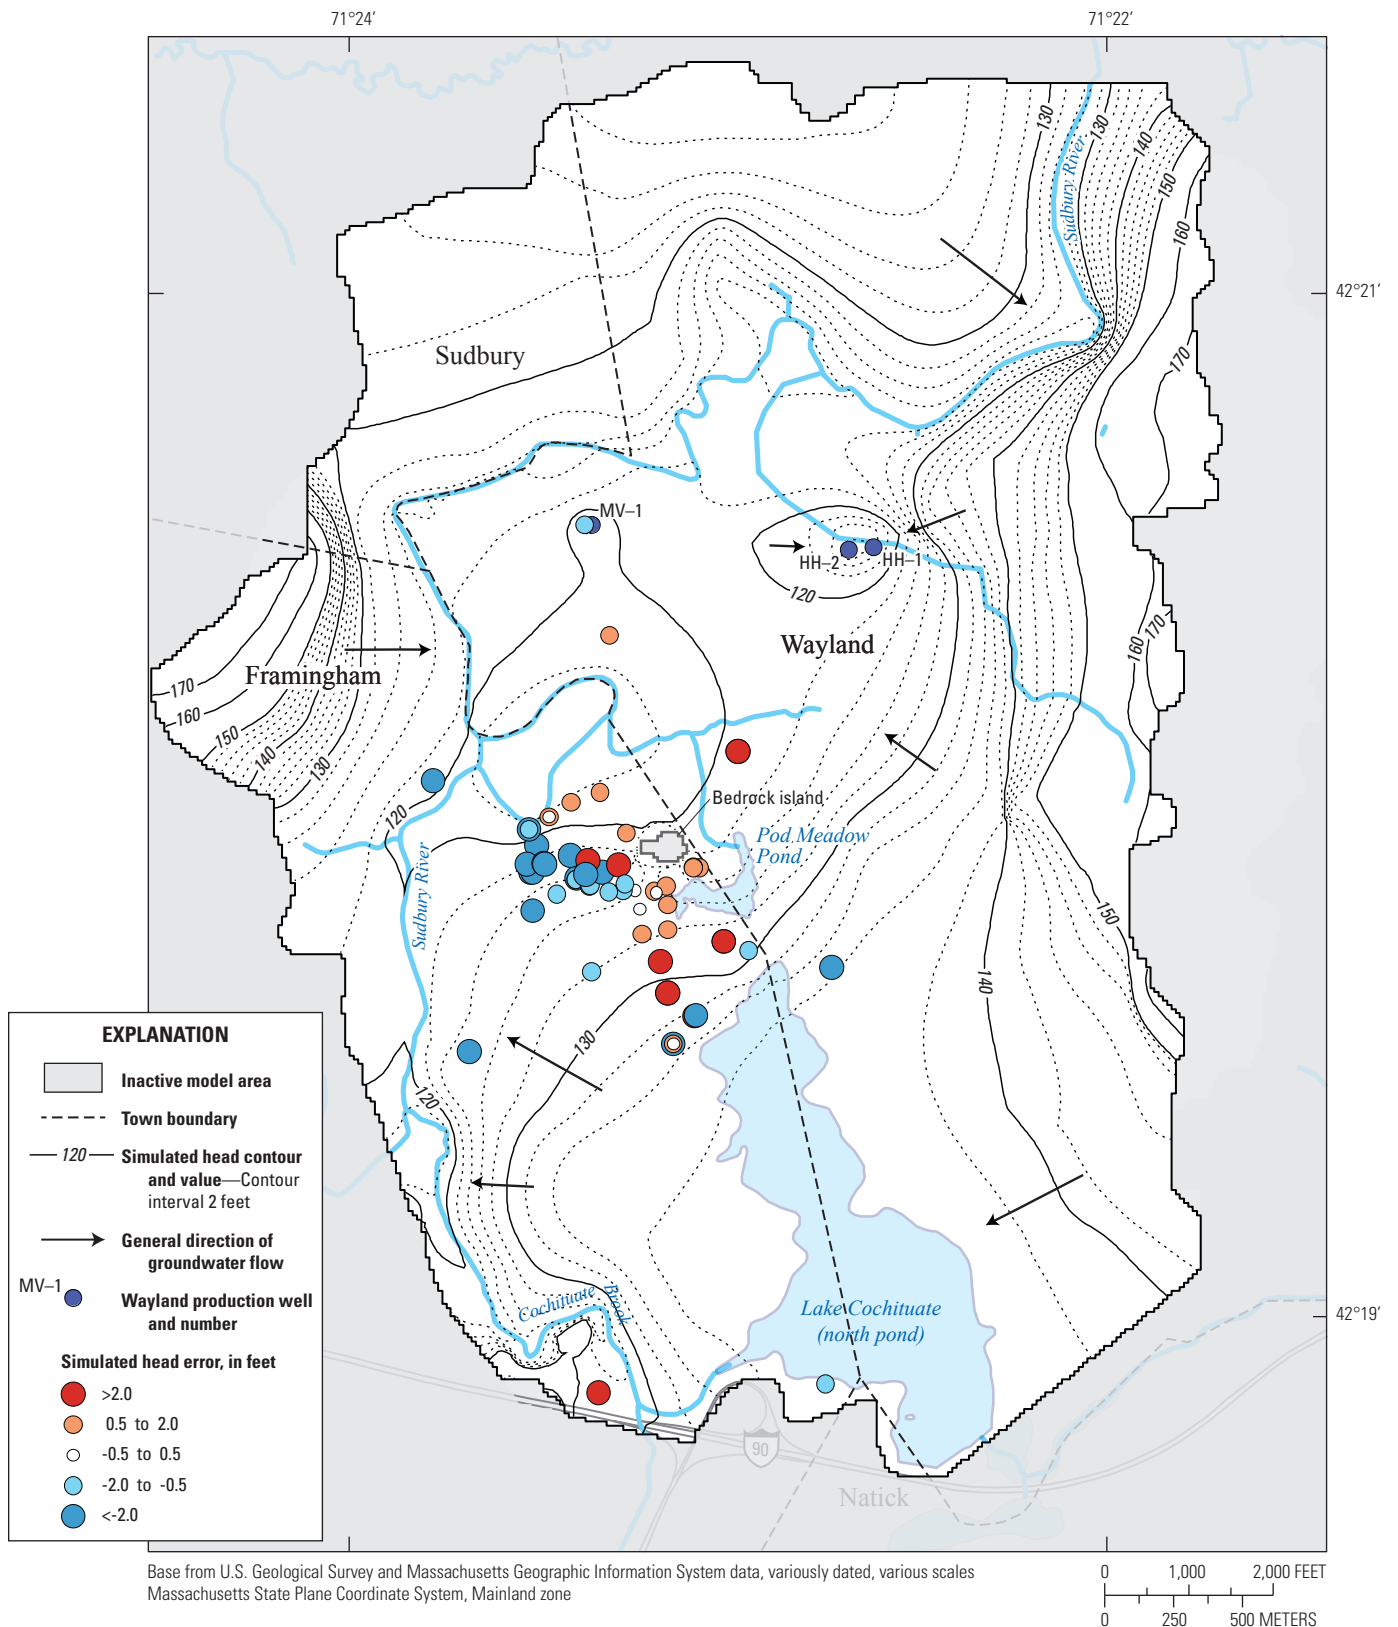 71°24′
71°22′
130
130
140
Sudbury River
150
160
42°21′
Sudbury
170
MV–1
HH–2
HH–1
120
Wayland
170
160
Framingham
170
160
150
140
130
Bedrock island
120
Pod Meadow
Pond
Sudbury River
150
140
130
120
EXPLANATION
Inactive model area
Town boundary
120
Simulated head contour
and value—Contour
interval 2 feet
General direction of
groundwater flow
MV–1
Wayland production well
and number
Simulated head error, in feet
>2.0
0.5 to 2.0
-0.5 to 0.5
-2.0 to -0.5
<-2.0
Cochituate Brook
Lake Cochituate
(north pond)
42°19′
90
Natick
Base from U.S. Geological Survey and Massachusetts Geographic Information System data, variously dated, various scales
Massachusetts State Plane Coordinate System, Mainland zone
0 1,000 2,000 FEET
0 250 500 METERS